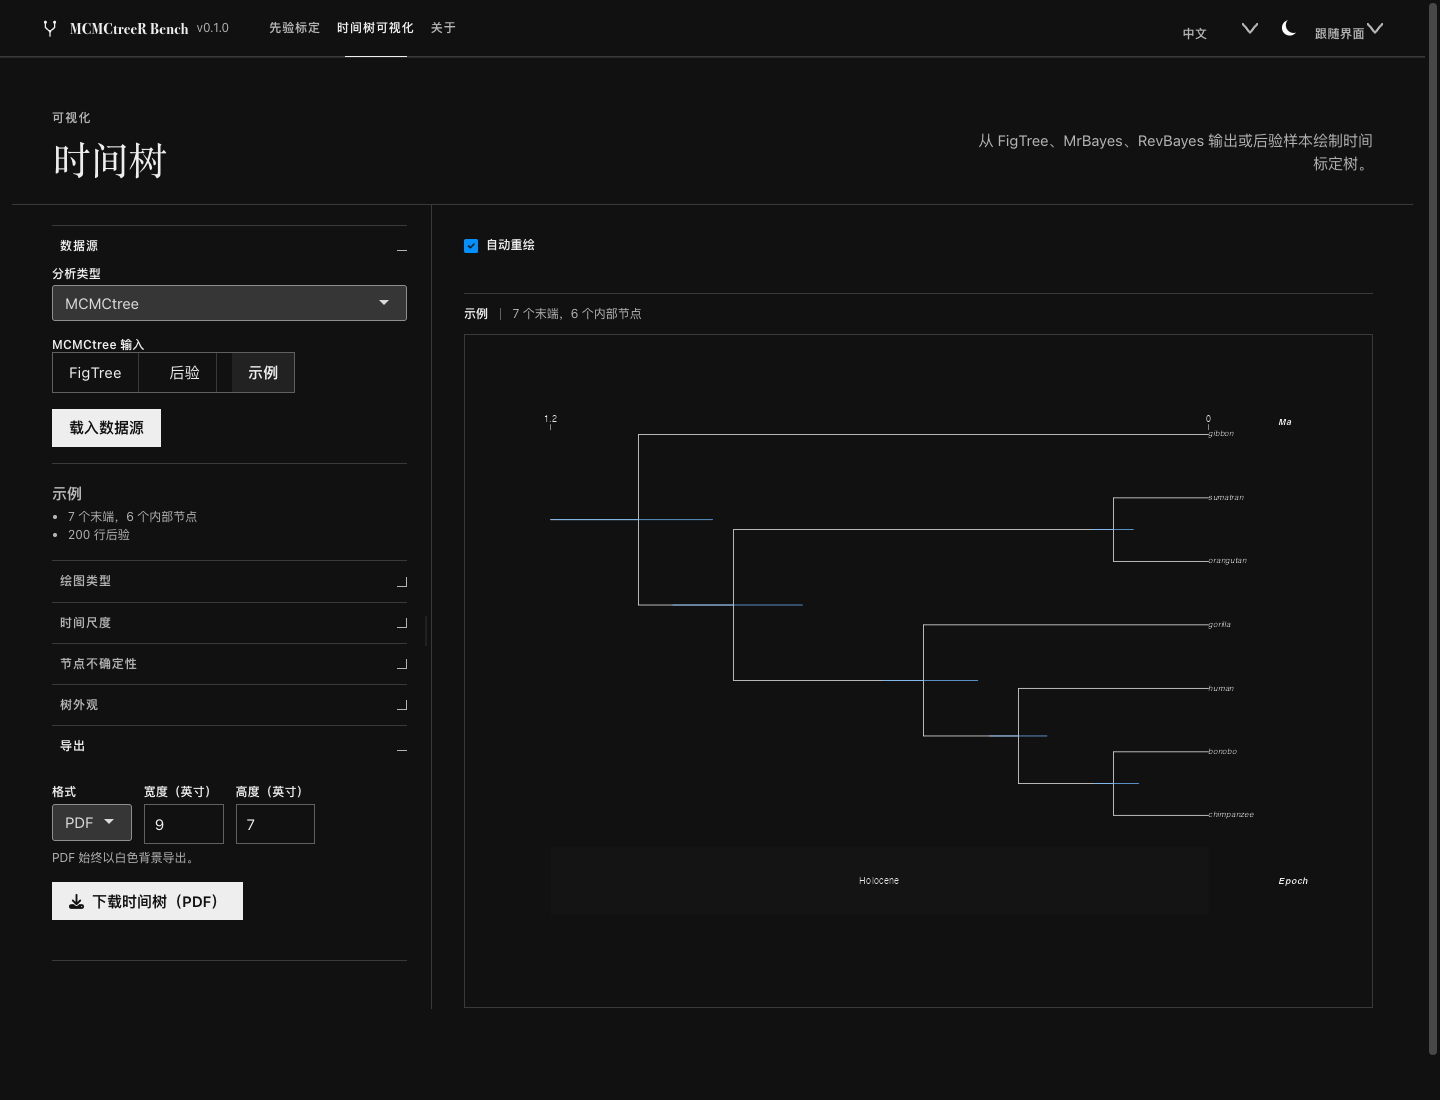 MCMCtreeR Bench v0.1.0 先验标定 时间树可视化 关于 中文 跟随界面
可视化
时间树
从 FigTree、MrBayes、RevBayes 输出或后验样本绘制时间
标定树。
数据源
分析类型
MCMCtree
MCMCtree 输入
FigTree 后验 示例
载入数据源
示例
7 个末端，6 个内部节点
200 行后验
绘图类型
时间尺度
节点不确定性
树外观
导出
格式 宽度（英寸） 高度（英寸）
PDF 9 7
PDF 始终以白色背景导出。
下载时间树（PDF）
自动重绘
示例 7 个末端，6 个内部节点
1.2 0 Ma
gibbon
sumatran
orangutan
gorilla
human
bonobo
chimpanzee
Holocene Epoch